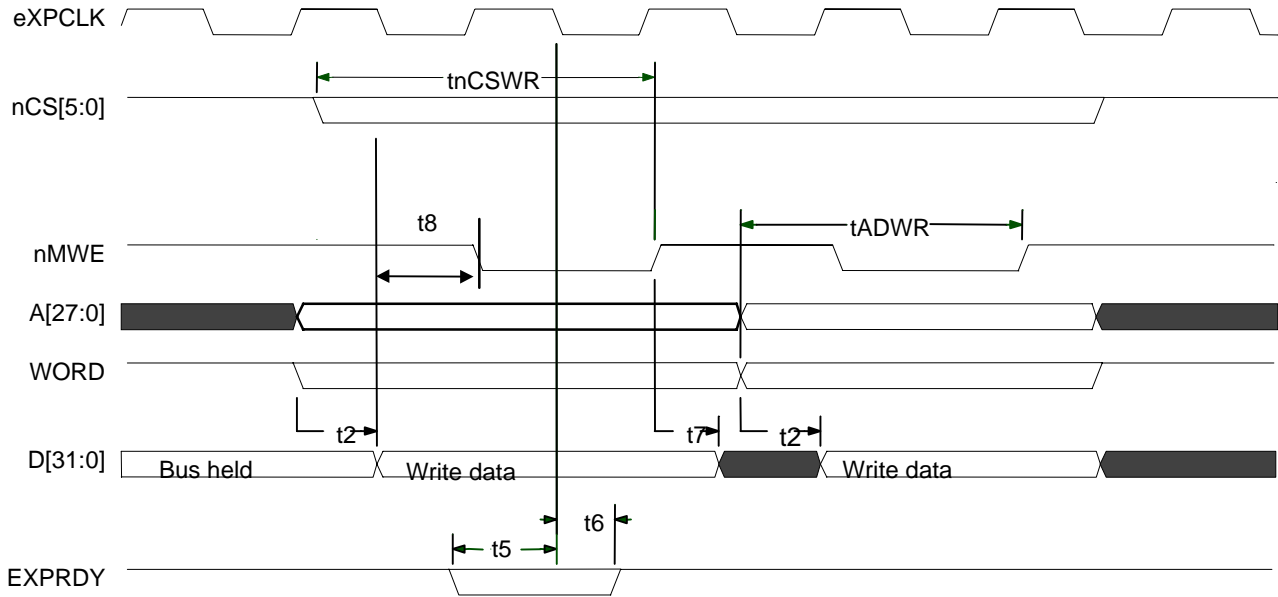 eXPCLK
tnCSWR
nCS[5:0]
t8
tADWR
nMWE
A[27:0]
WORD
t2
t7
t2
D[31:0]
Bus held
Write data
Write data
t6
t5
EXPRDY